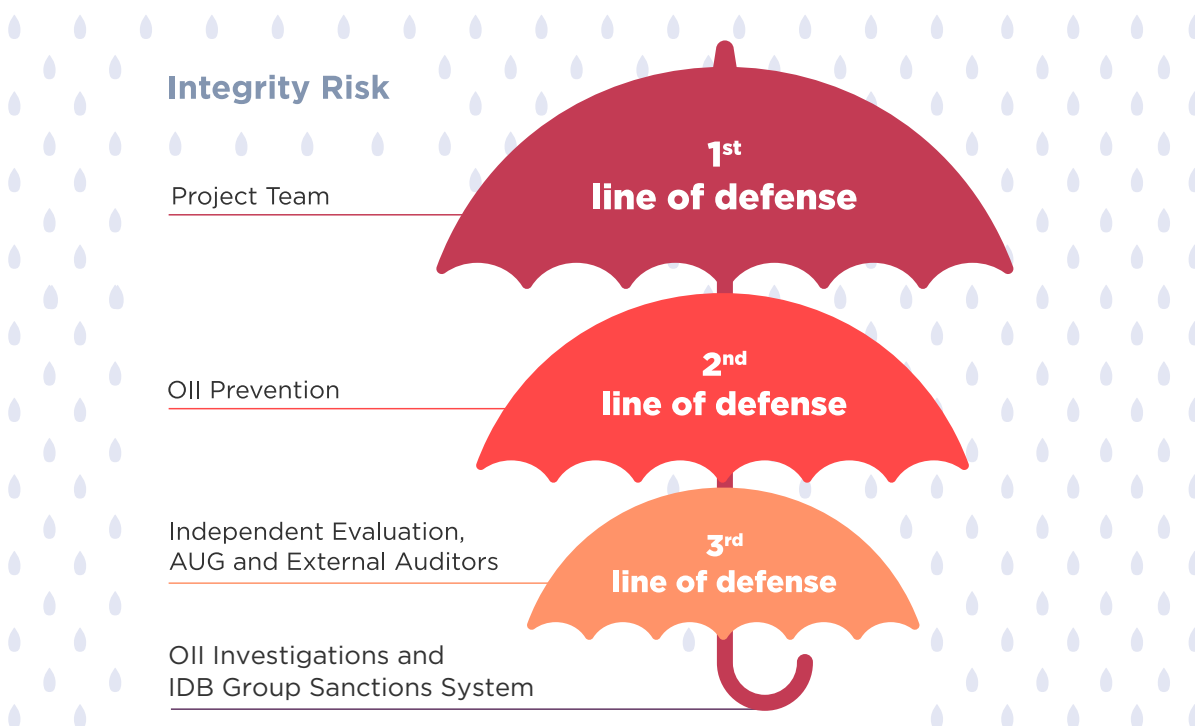 Integrity Risk
1st
line of defense
Project Team
2nd
line of defense
OII Prevention
3rd
line of defense
Independent Evaluation,
AUG and External Auditors
OII Investigations and
IDB Group Sanctions System